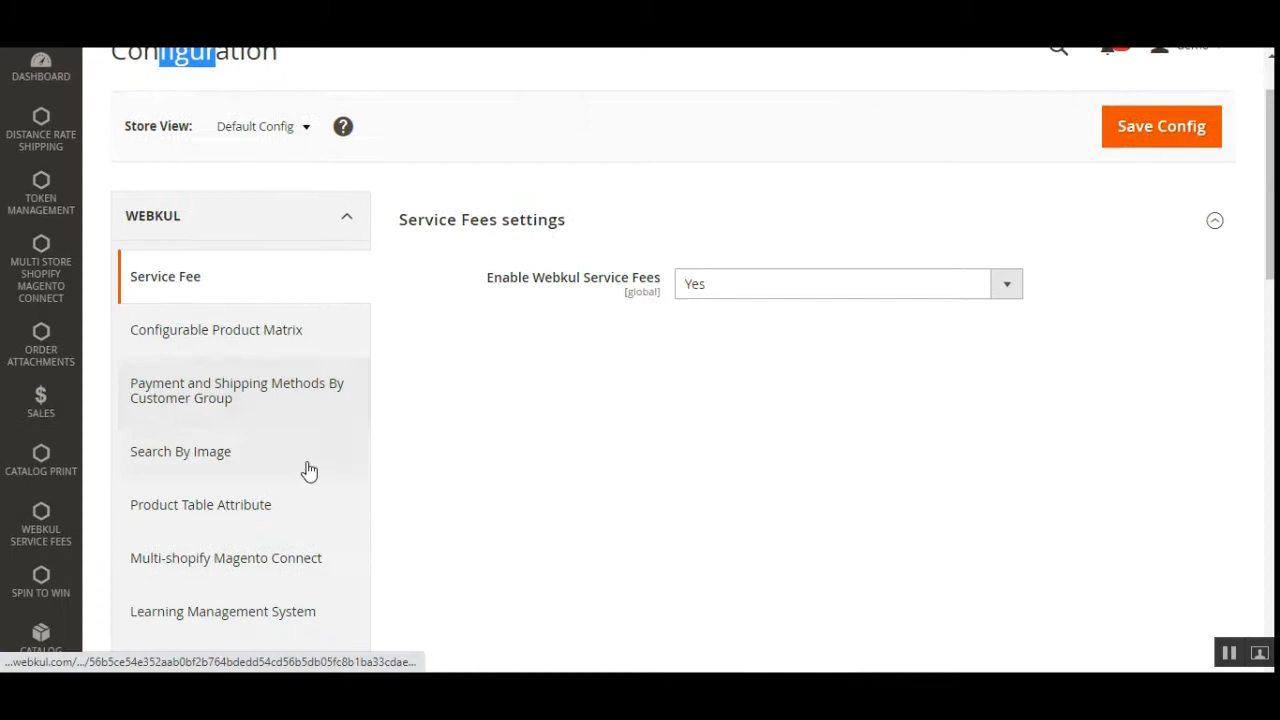 Configuration
DASHBOARD
DISTANCE RATE
SHIPPING
TOKEN
MANAGEMENT
MULTI STORE
SHOPIFY
MAGENTO
CONNECT
ORDER
ATTACHMENTS
$
SALES
CATALOG PRINT
WEBKUL
SERVICE FEES
SPIN TO WIN
CATALOG
Store View:
Default Config
?
Save Config
WEBKUL
Service Fee
Configurable Product Matrix
Payment and Shipping Methods By
Customer Group
Search By Image
Product Table Attribute
Multi-shopify Magento Connect
Learning Management System
Service Fees settings
Enable Webkul Service Fees
[global]
Yes
...webkul.com/.../56b5ce54e352aab0bf2b764bdedd54cd56b5db05fc8b1ba33cdae...